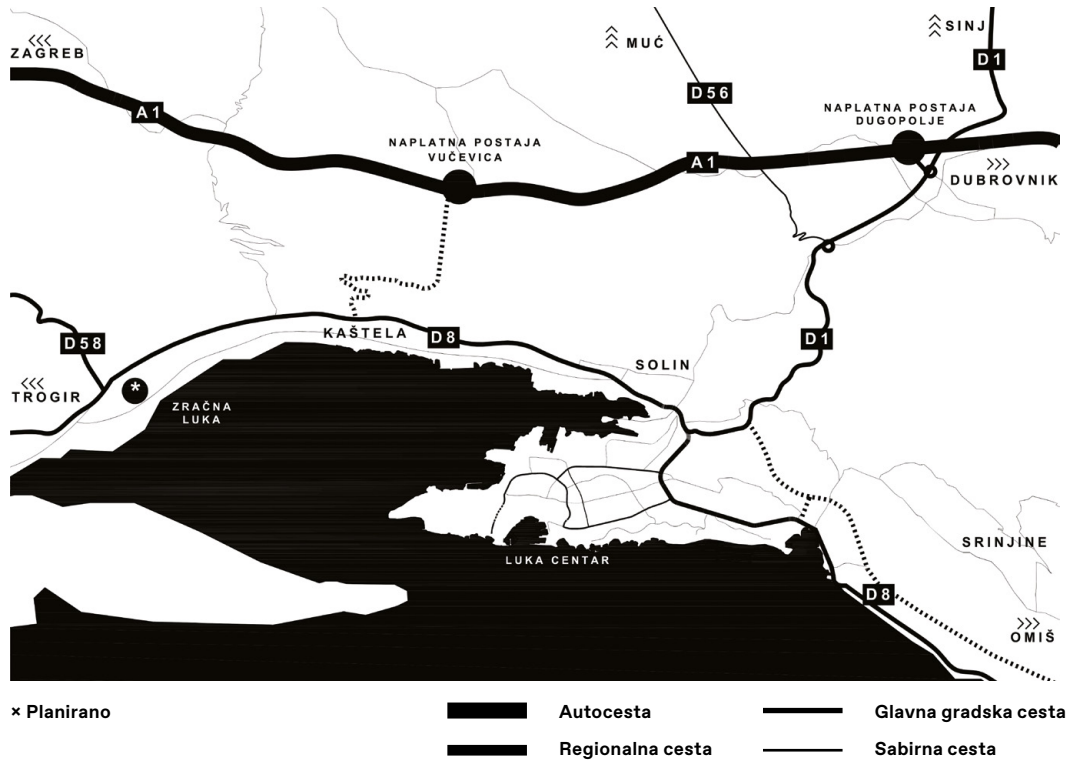 ‹‹‹
ZAGREB
MUĆ
SINJ
D1
D56
A1
NAPLATNA POSTAJA
DUGOPOLJE
NAPLATNA POSTAJA
VUČEVICA
A1
›››
DUBROVNIK
D1
KAŠTELA
D8
D58
SOLIN
‹‹‹
TROGIR
*
ZRAČNA
LUKA
LUKA CENTAR
SRINJINE
D8
›››
OMIŠ
× Planirano
Autocesta
Glavna gradska cesta
Regionalna cesta
Sabirna cesta